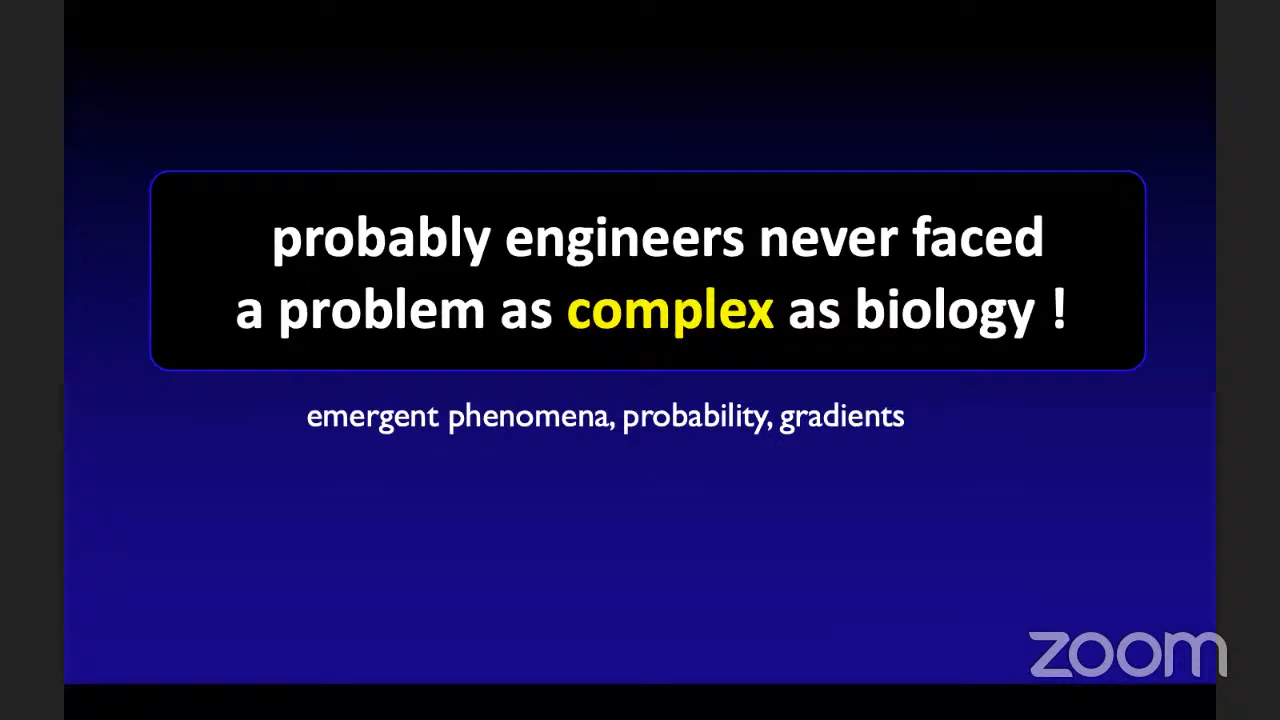 probably engineers never faced
a problem as complex as biology !
emergent phenomena, probability, gradients
zoom